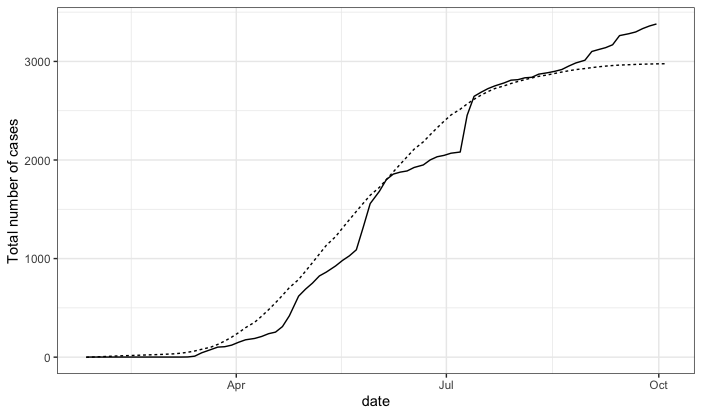 Total number of cases
3000
2000
1000
0
Apr
Jul
Oct
date